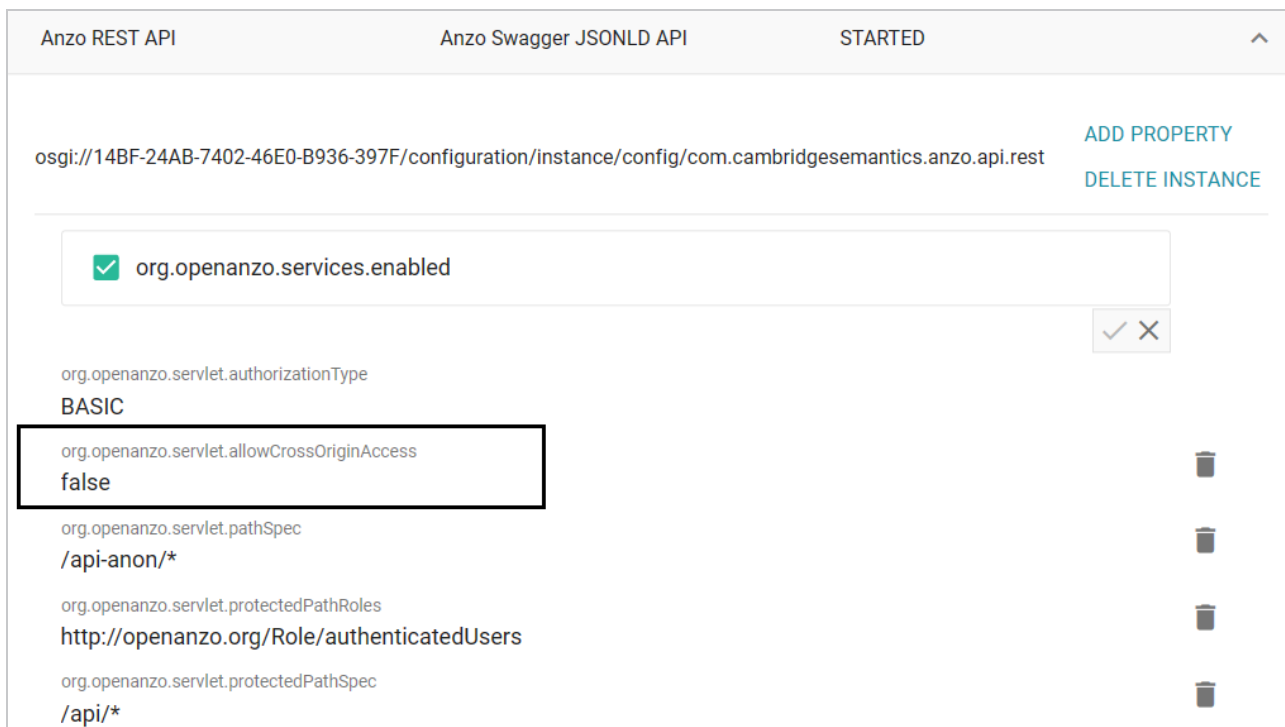 Anzo REST API Anzo Swagger JSONLD API STARTED
ADD PROPERTY
osgi://14BF-24AB-7402-46E0-B936-397F/configuration/instance/config/com.cambridgesemantics.anzo.api.rest
DELETE INSTANCE
org.openanzo.services.enabled
org.openanzo.servlet.authorizationType
BASIC
org.openanzo.servlet.allowCrossOriginAccess
false
org.openanzo.servlet.pathSpec
/api-anon/*
org.openanzo.servlet.protectedPathRoles
http://openanzo.org/Role/authenticatedUsers
org.openanzo.servlet.protectedPathSpec
/api/*